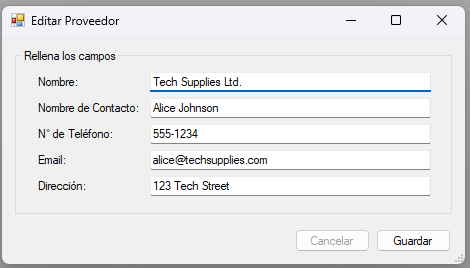 Editar Proveedor
Rellena los campos
Nombre: Tech Supplies Ltd.
Nombre de Contacto: Alice Johnson
N° de Teléfono: 555-1234
Email: alice@techsupplies.com
Dirección: 123 Tech Street
Cancelar Guardar